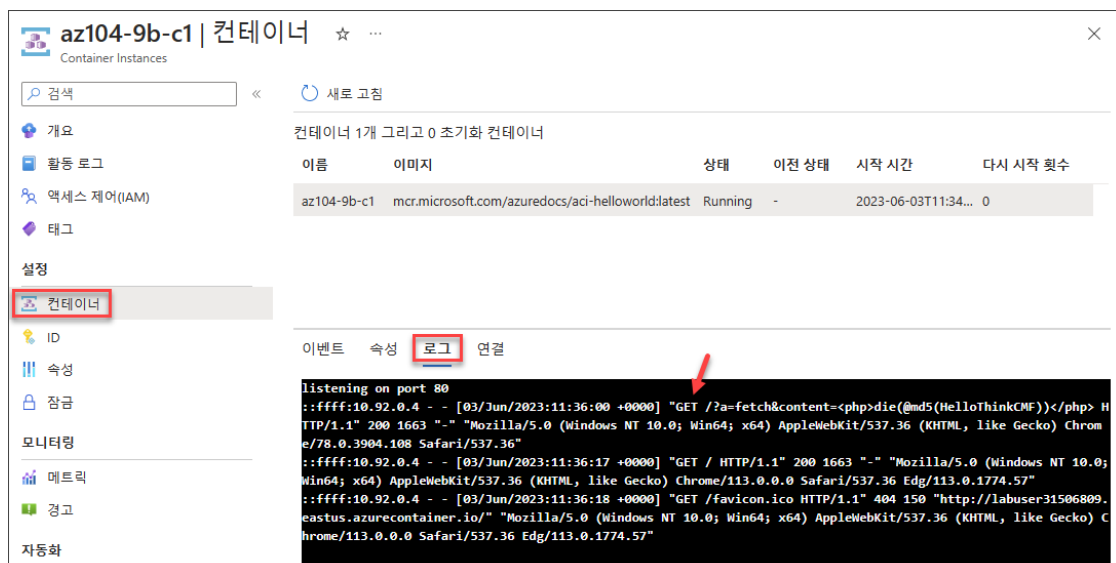 az104-9b-c1 | 컨테이너 ☆ ···
Container Instances
검색
«
새로 고침
개요
활동 로그
액세스 제어(IAM)
태그
설정
컨테이너
ID
속성
잠금
모니터링
메트릭
경고
자동화
컨테이너 1개 그리고 0 초기화 컨테이너
이름 이미지 상태 이전 상태 시작 시간 다시 시작 횟수
az104-9b-c1 mcr.microsoft.com/azuredocs/aci-helloworld:latest Running - 2023-06-03T11:34... 0
이벤트 속성 로그 연결
listening on port 80
::ffff:10.92.0.4 - - [03/Jun/2023:11:36:00 +0000] "GET /?a=fetch&content=<php>die(@md5(HelloThinkCMF))</php> H
TTP/1.1" 200 1663 "-" "Mozilla/5.0 (Windows NT 10.0; Win64; x64) AppleWebKit/537.36 (KHTML, like Gecko) Chrom
e/78.0.3904.108 Safari/537.36"
::ffff:10.92.0.4 - - [03/Jun/2023:11:36:17 +0000] "GET / HTTP/1.1" 200 1663 "-" "Mozilla/5.0 (Windows NT 10.0;
Win64; x64) AppleWebKit/537.36 (KHTML, like Gecko) Chrome/113.0.0.0 Safari/537.36 Edg/113.0.1774.57"
::ffff:10.92.0.4 - - [03/Jun/2023:11:36:18 +0000] "GET /favicon.ico HTTP/1.1" 404 150 "http://labuser31506809.
eastus.azurecontainer.io/" "Mozilla/5.0 (Windows NT 10.0; Win64; x64) AppleWebKit/537.36 (KHTML, like Gecko) C
hrome/113.0.0.0 Safari/537.36 Edg/113.0.1774.57"